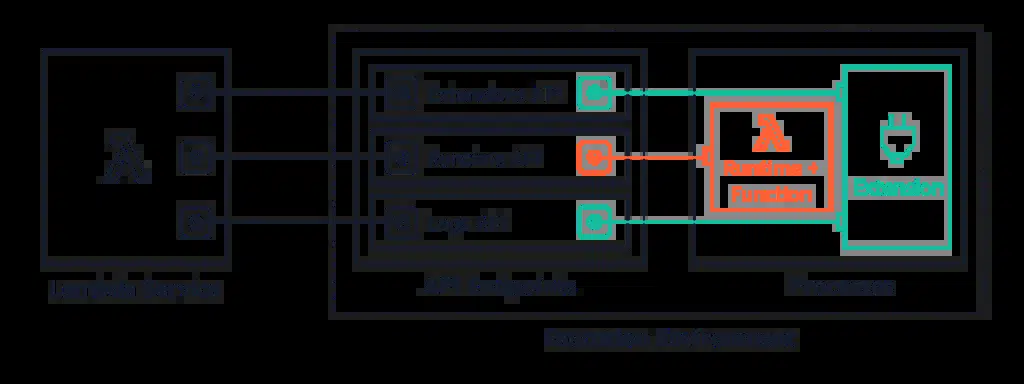 Extensions API
Runtime API
Logs API
Runtime +
Function
Extension
Lambda Service
API Endpoints
Processes
Execution Environment